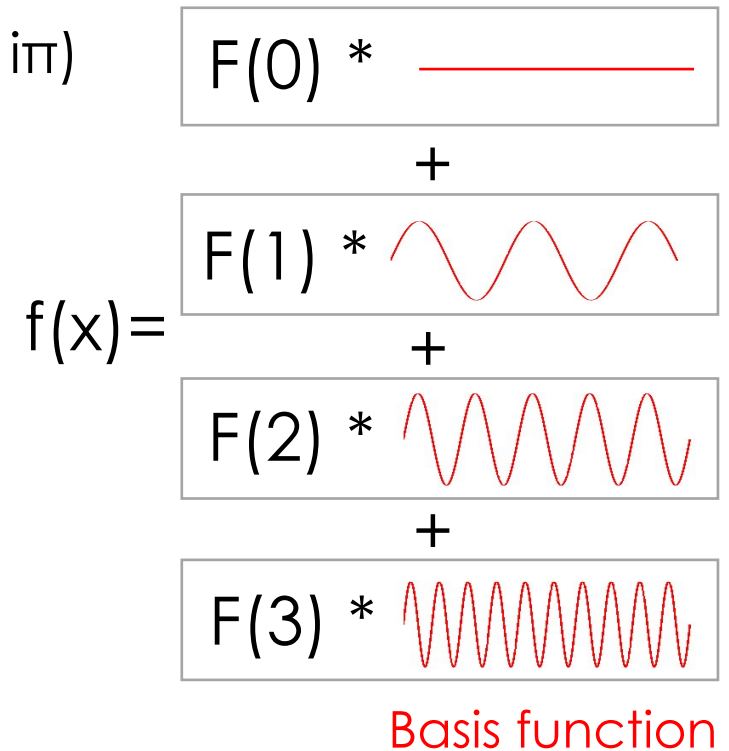 iπ)
F(0) *
+
F(1) *
f(x)=
+
F(2) *
+
F(3) *
Basis function